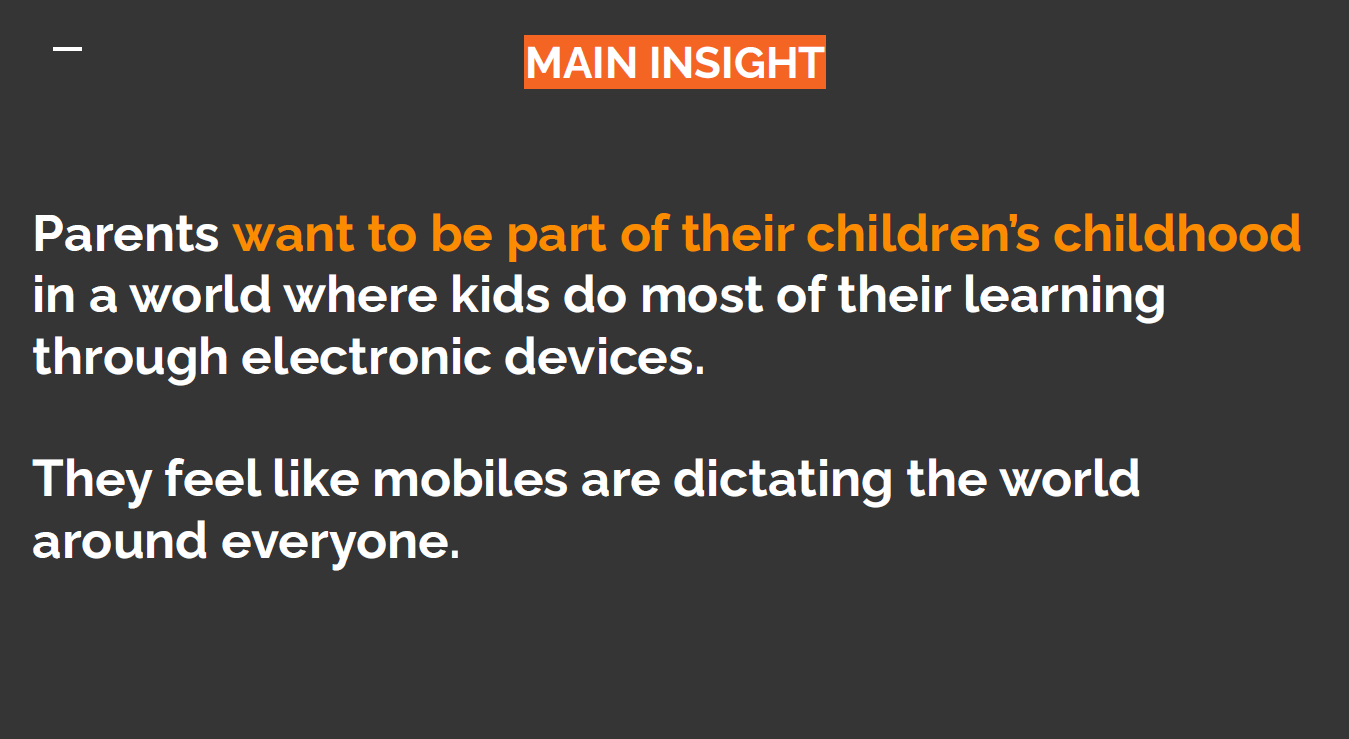 MAIN INSIGHT
Parents want to be part of their children’s childhood
in a world where kids do most of their learning
through electronic devices.
They feel like mobiles are dictating the world
around everyone.